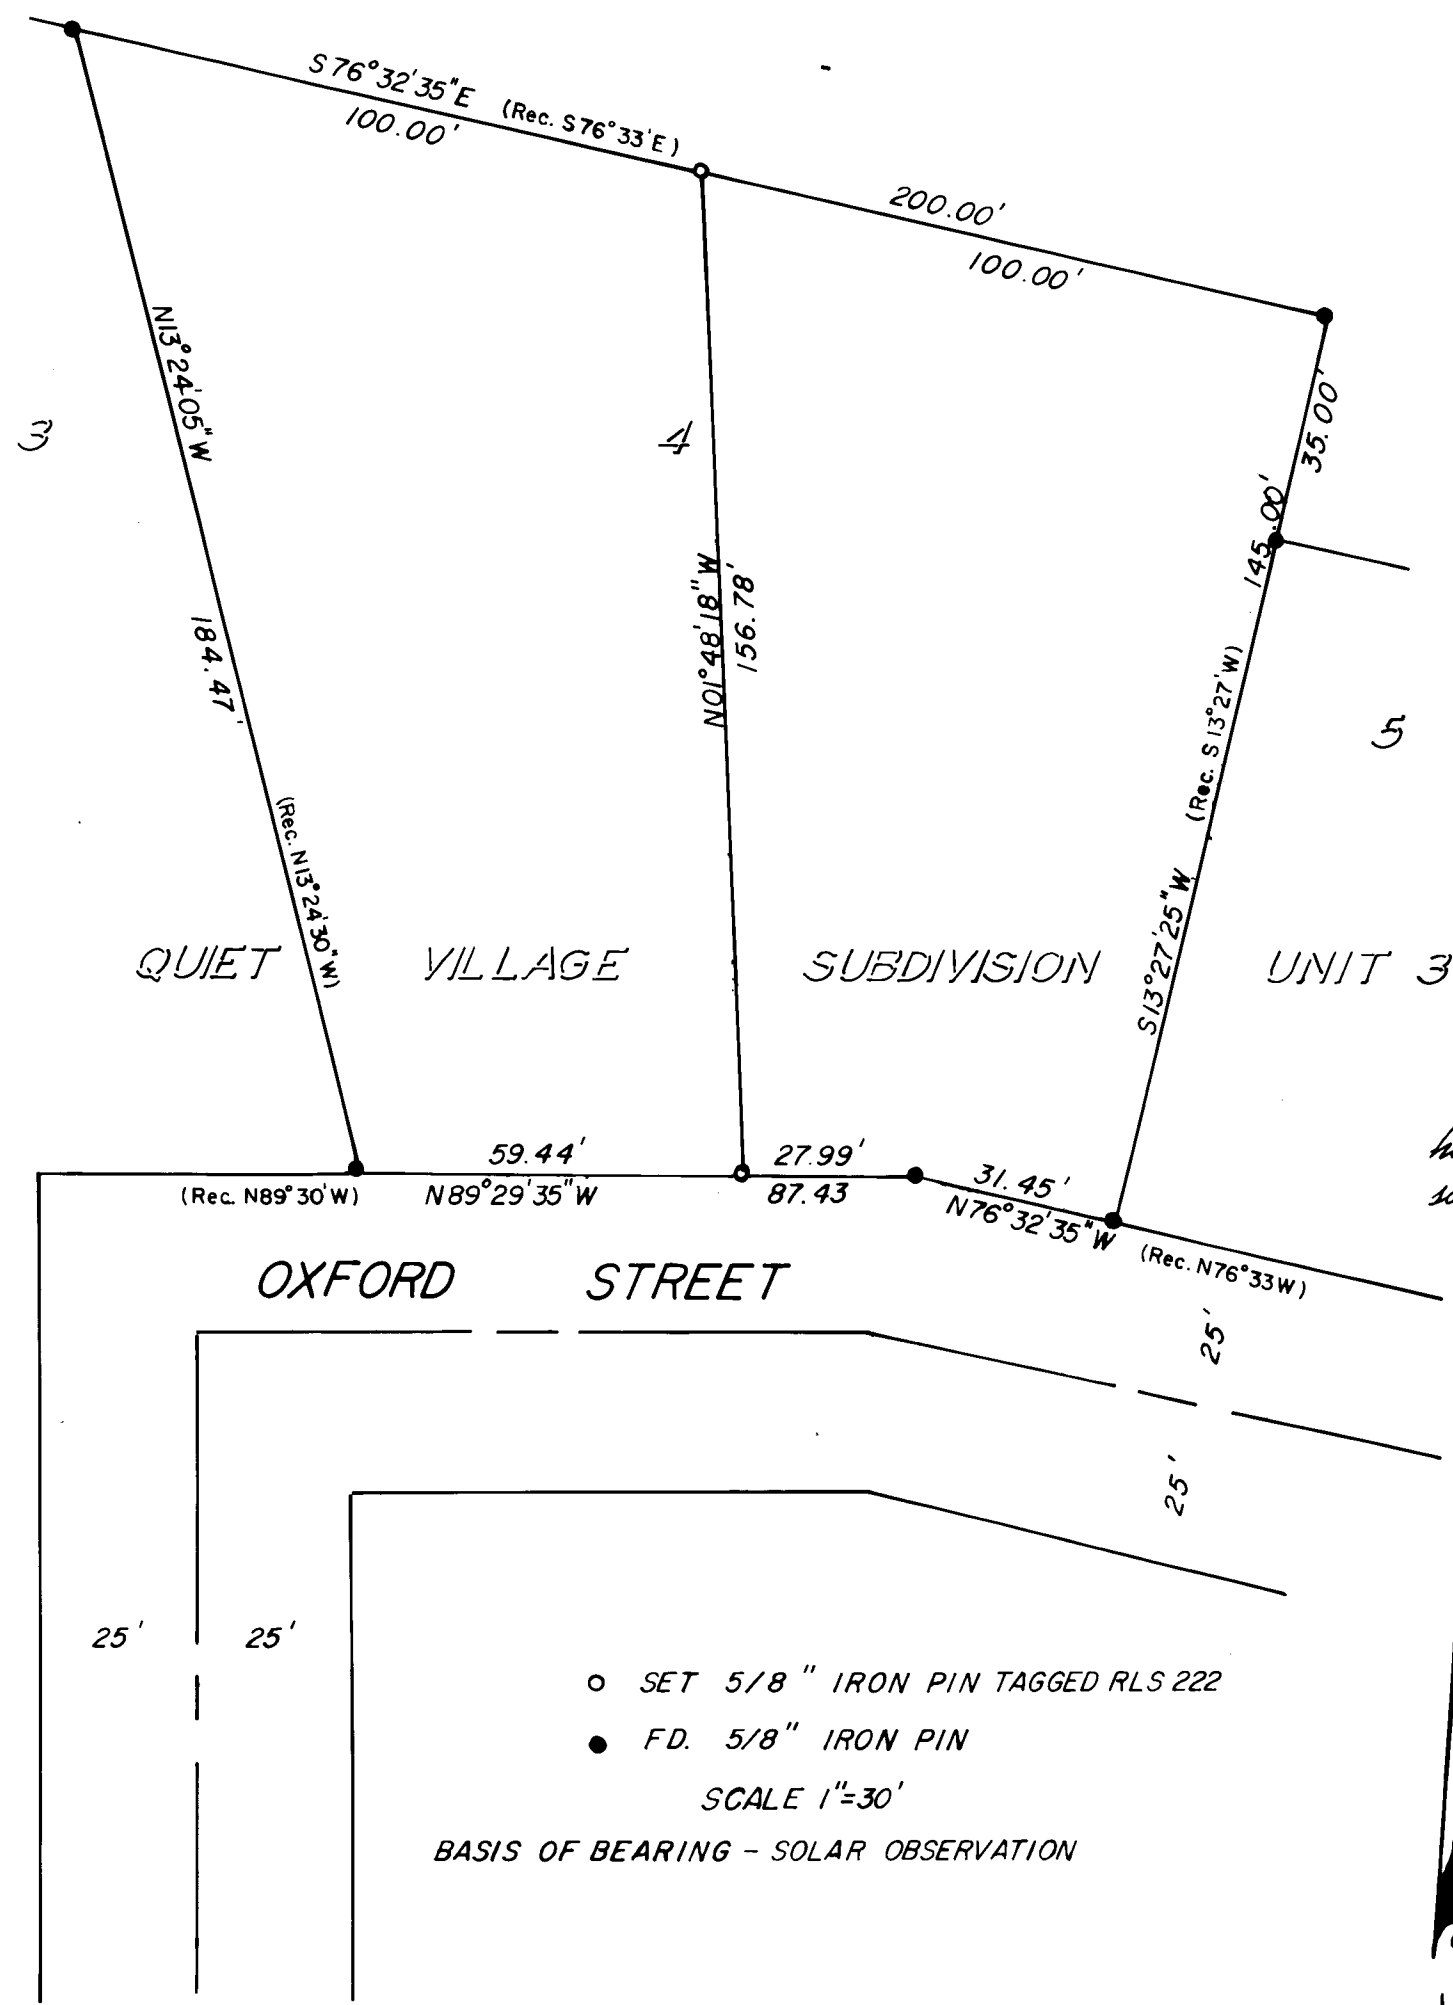 S76°32'35"E (Rec. S76°33'E)
100.00'
200.00'
100.00'
N13°24'05"W
184.47'
(Rec. N13°24'30"W)
3
4
N01°48'18"W
156.78'
35.00'
145.00'
(Rec. S13°27'W)
S13°27'25"W
5
QUIET VILLAGE SUBDIVISION UNIT 3
59.44'
27.99'
(Rec. N89°30'W)
N89°29'35"W
87.43
31.45'
N76°32'35"W
(Rec. N76°33W)
OXFORD STREET
25'
25'
25'
25'
SET 5/8" IRON PIN TAGGED RLS 222
FD. 5/8" IRON PIN
SCALE 1"=30'
BASIS OF BEARING - SOLAR OBSERVATION